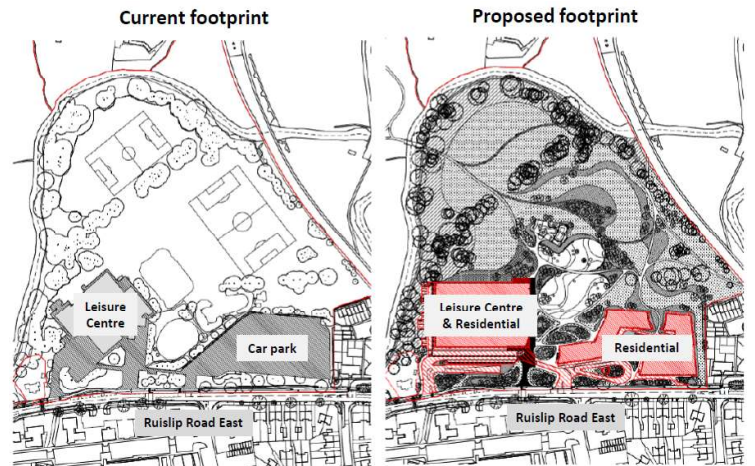 Current footprint
Proposed footprint
Leisure
Centre
Car park
Ruislip Road East
Leisure Centre
& Residential
Residential
Ruislip Road East